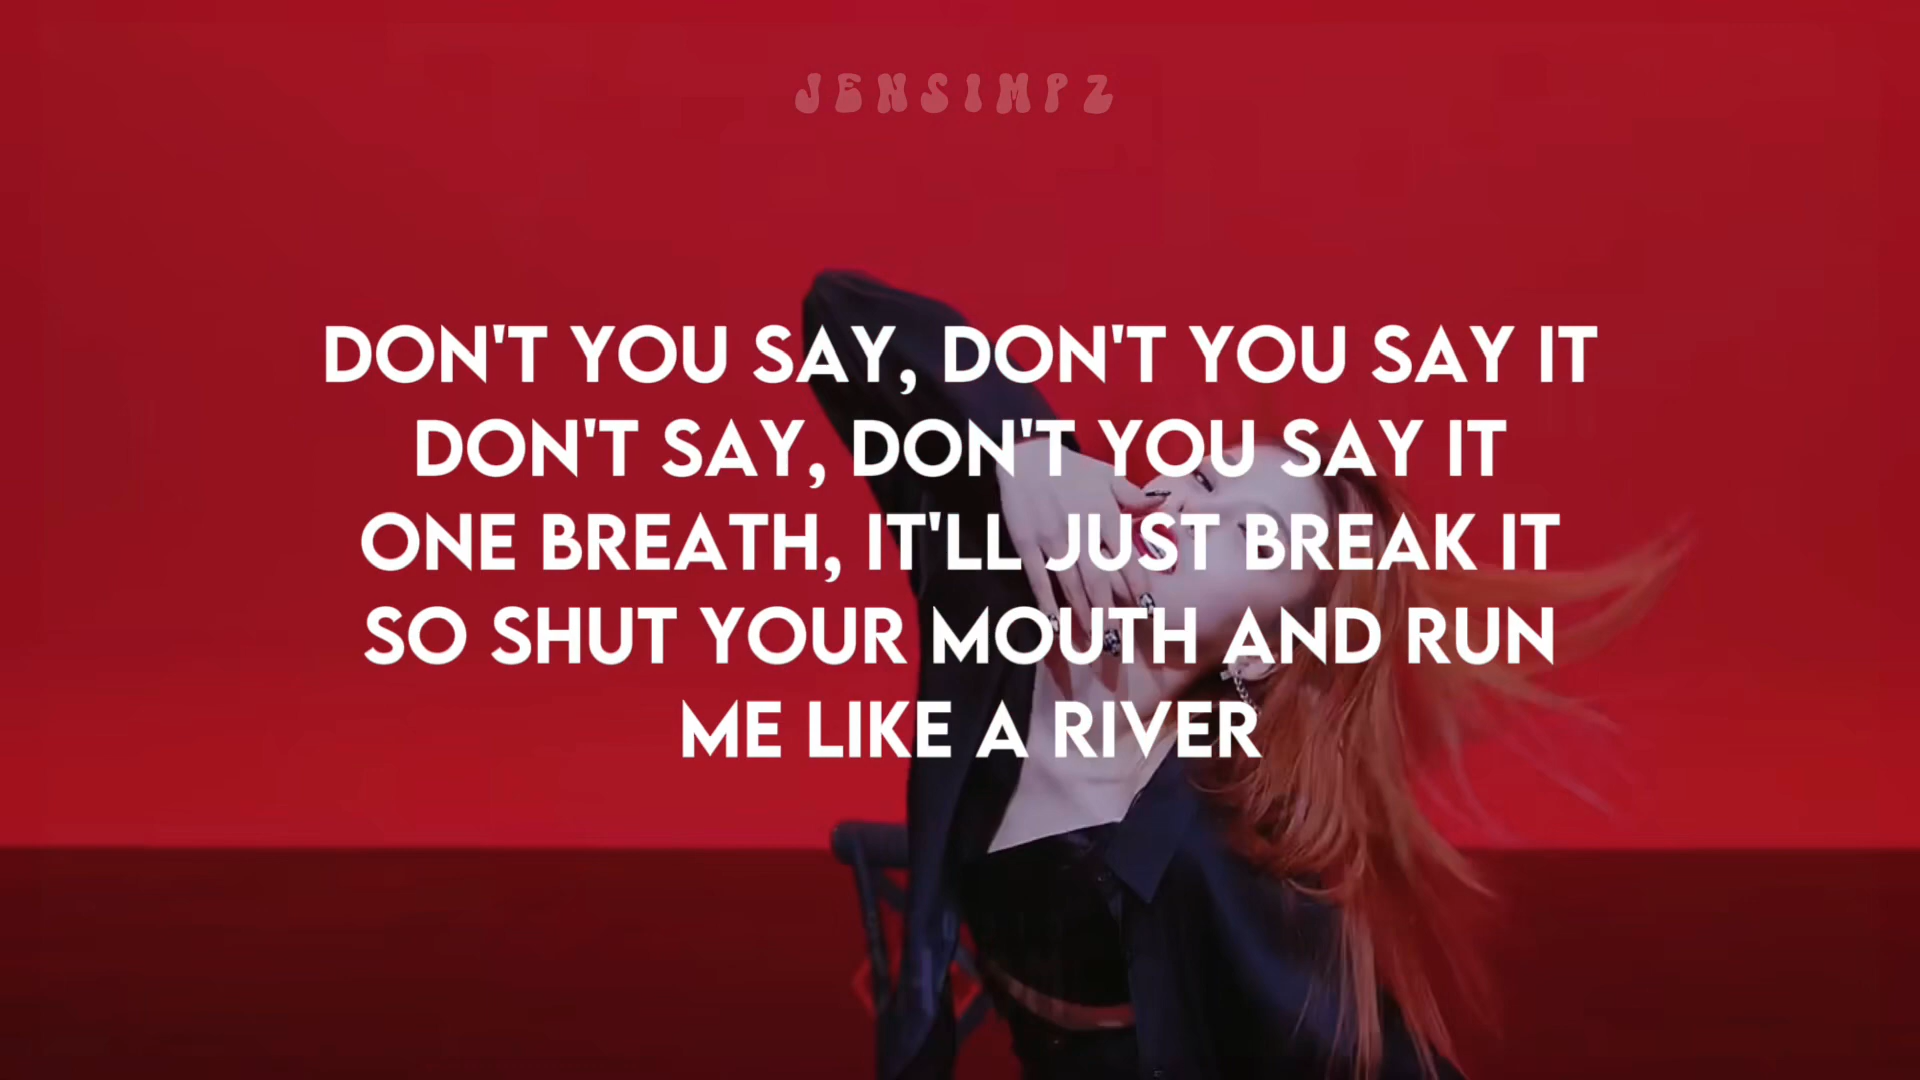 JENSIMPZ
DON'T YOU SAY, DON'T YOU SAY IT
DON'T SAY, DON'T YOU SAY IT
ONE BREATH, IT'LL JUST BREAK IT
SO SHUT YOUR MOUTH AND RUN
ME LIKE A RIVER